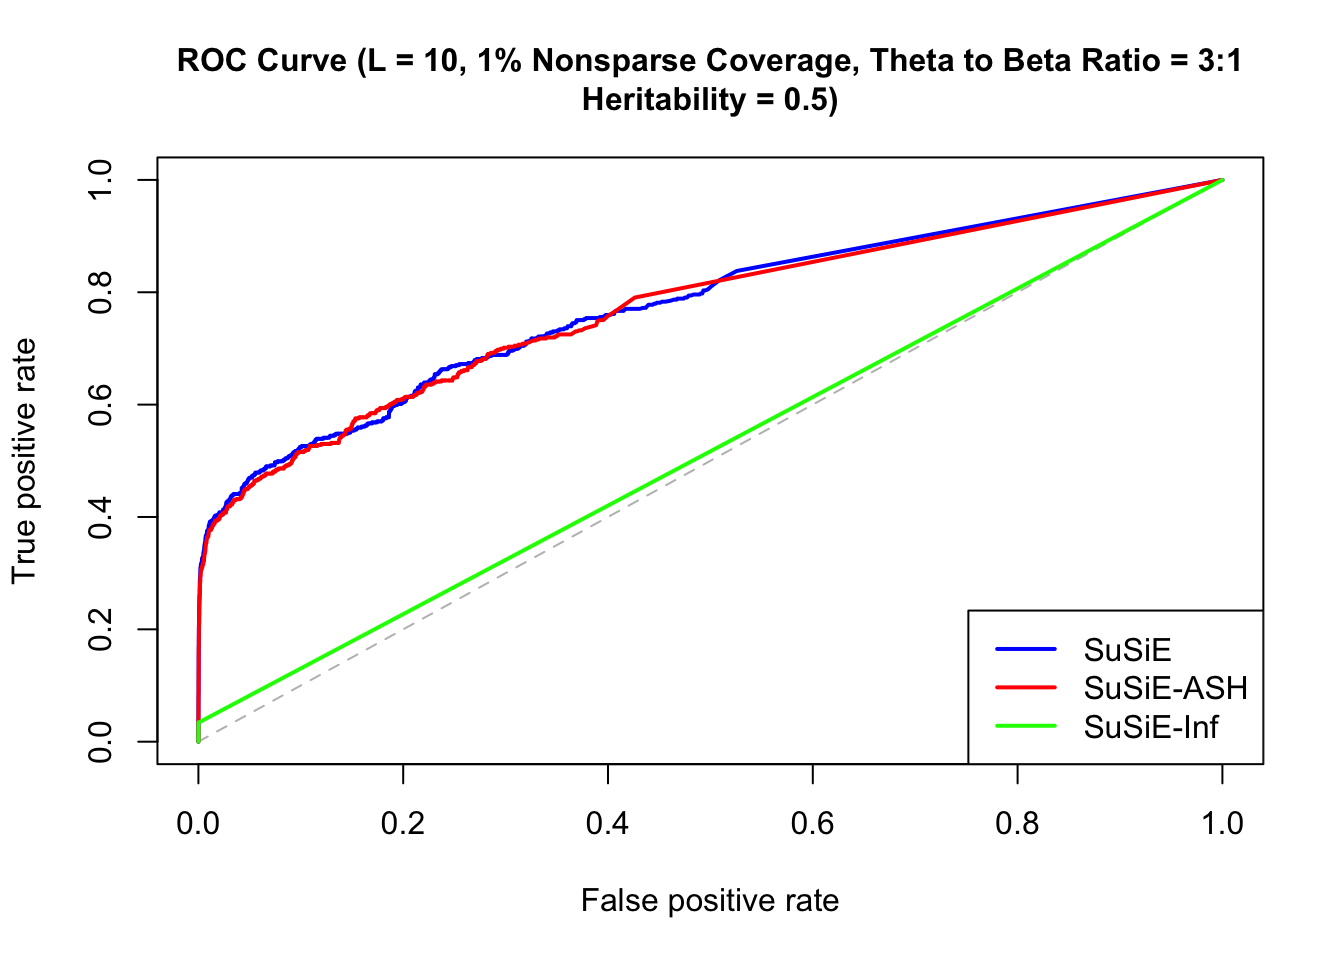 ROC Curve (L = 10, 1% Nonsparse Coverage, Theta to Beta Ratio = 3:1
Heritability = 0.5)
True positive rate
1.0
0.8
0.6
0.4
0.2
0.0
SuSiE
SuSiE-ASH
SuSiE-Inf
0.0 0.2 0.4 0.6 0.8 1.0
False positive rate